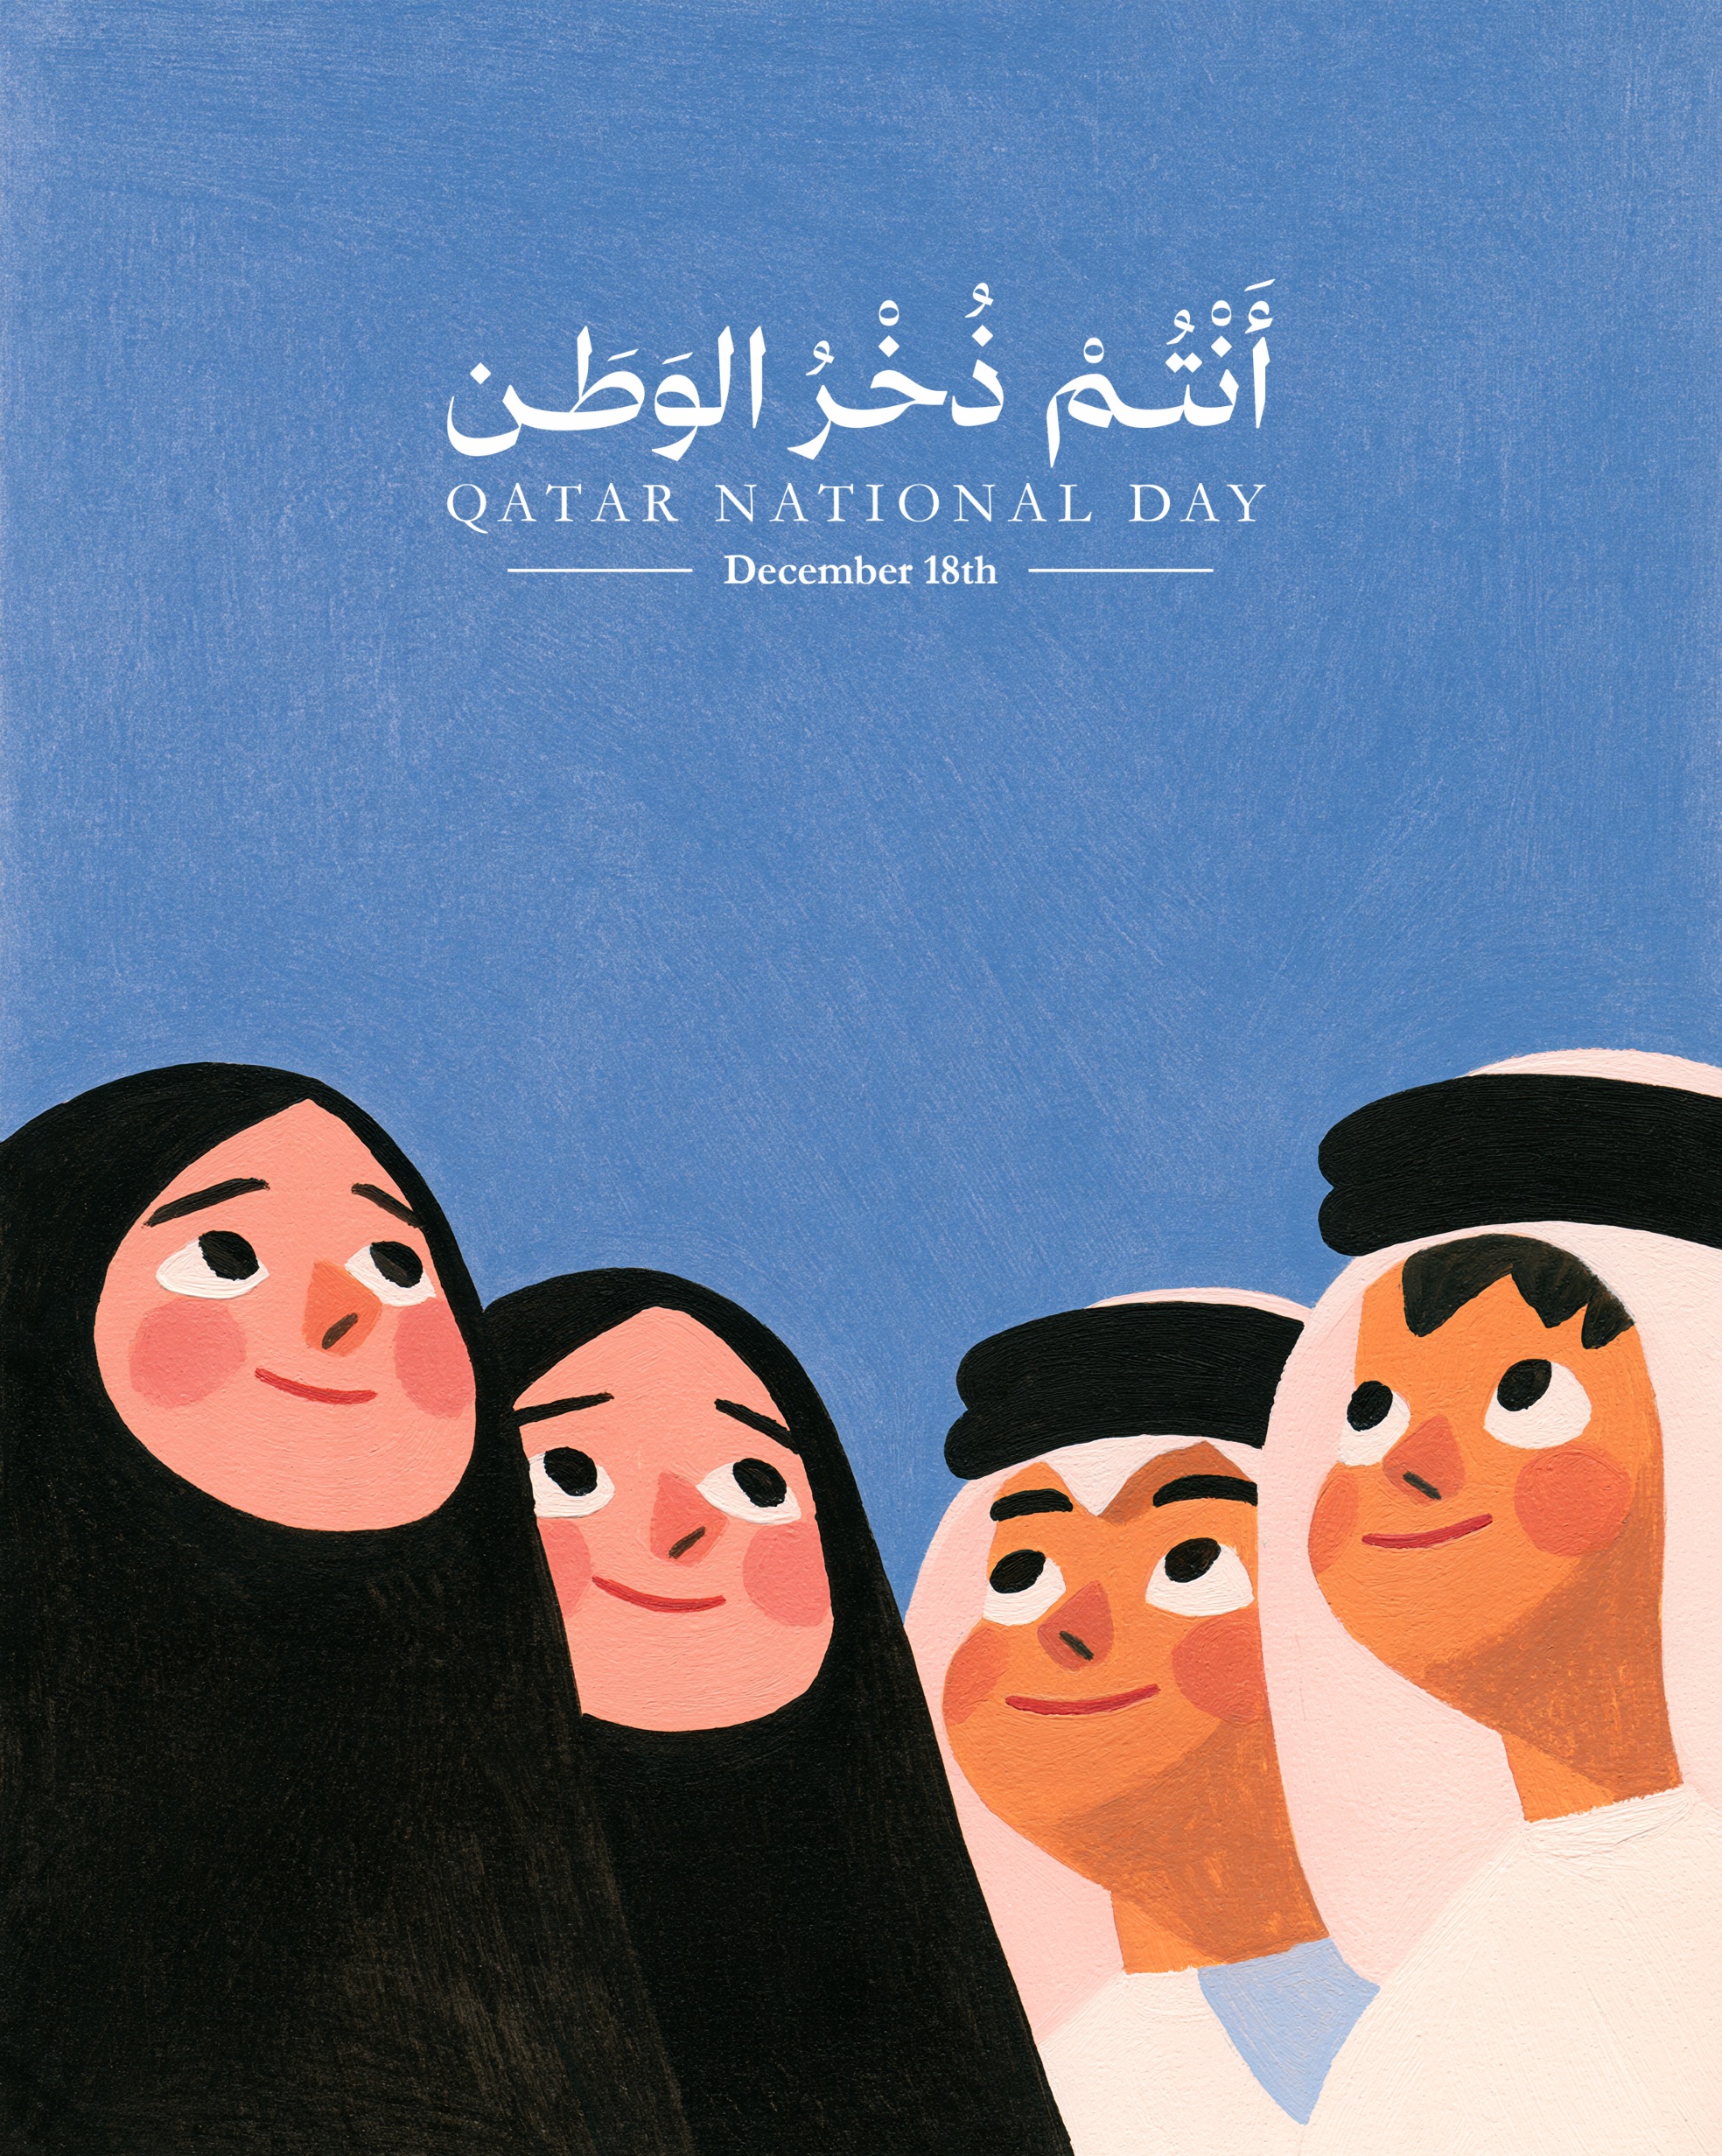 أَنْتُمْ ذُخْرُ الوَطَن
QATAR NATIONAL DAY
December 18th